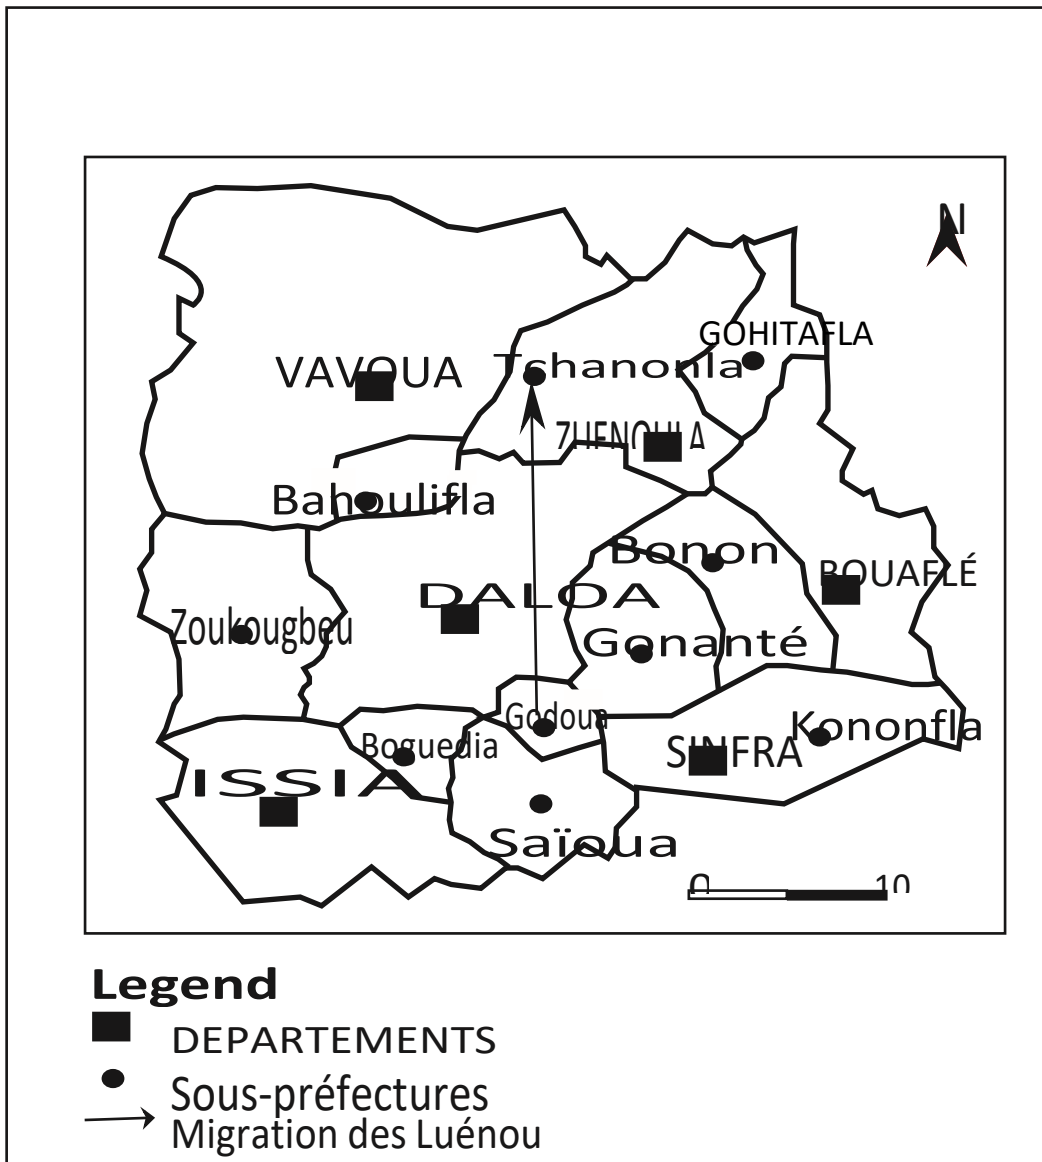 N
GOHITAFLA
Tchanonla
VAVOUA
ZUENOULA
Bahoulifla
Bonon
BOUAFLÉ
DALOA
Zoukougbeu
Gonanté
Godoua
Kononfla
Boguedia
SINFRA
ISSIA
Saïoua
0 10
Legend
DEPARTEMENTS
Sous-préfectures
Migration des Luénou